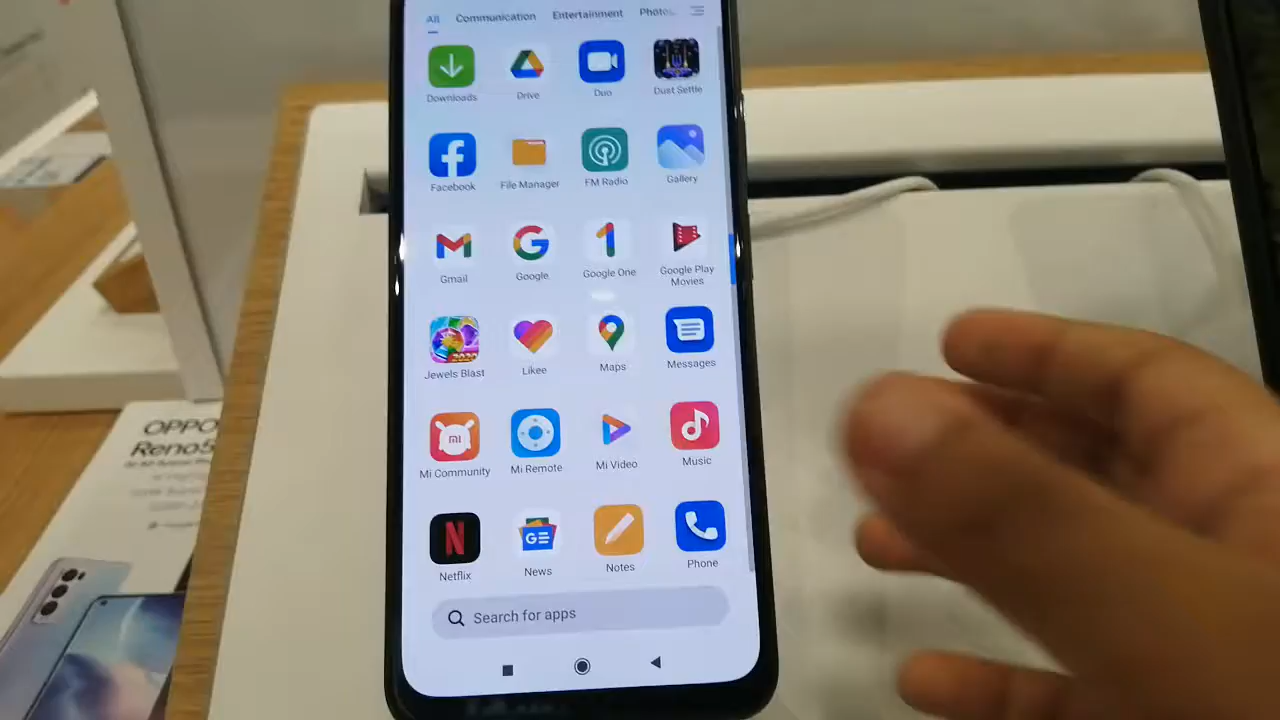 All Communication Entertainment Photo...
Downloads Drive Duo Dust Settle
Facebook File Manager FM Radio Gallery
Gmail Google Google One Google Play Movies
Jewels Blast Likee Maps Messages
Mi Community Mi Remote Mi Video Music
Netflix News Notes Phone
Search for apps
OPPO
Reno5